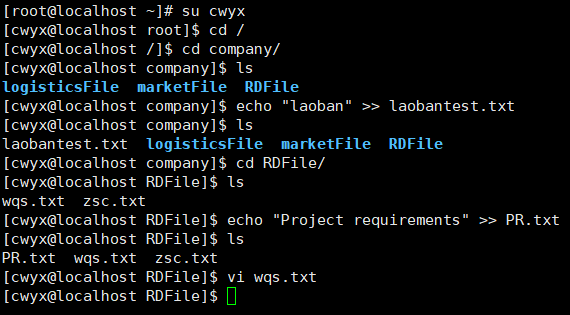 [root@localhost ~]# su cwyx
[cwyx@localhost root]$ cd /
[cwyx@localhost /]$ cd company/
[cwyx@localhost company]$ ls
logisticsFile  marketFile  RDFile
[cwyx@localhost company]$ echo "laoban" >> laobantest.txt
[cwyx@localhost company]$ ls
laobantest.txt  logisticsFile  marketFile  RDFile
[cwyx@localhost company]$ cd RDFile/
[cwyx@localhost RDFile]$ ls
wqs.txt  zsc.txt
[cwyx@localhost RDFile]$ echo "Project requirements" >> PR.txt
[cwyx@localhost RDFile]$ ls
PR.txt  wqs.txt  zsc.txt
[cwyx@localhost RDFile]$ vi wqs.txt
[cwyx@localhost RDFile]$